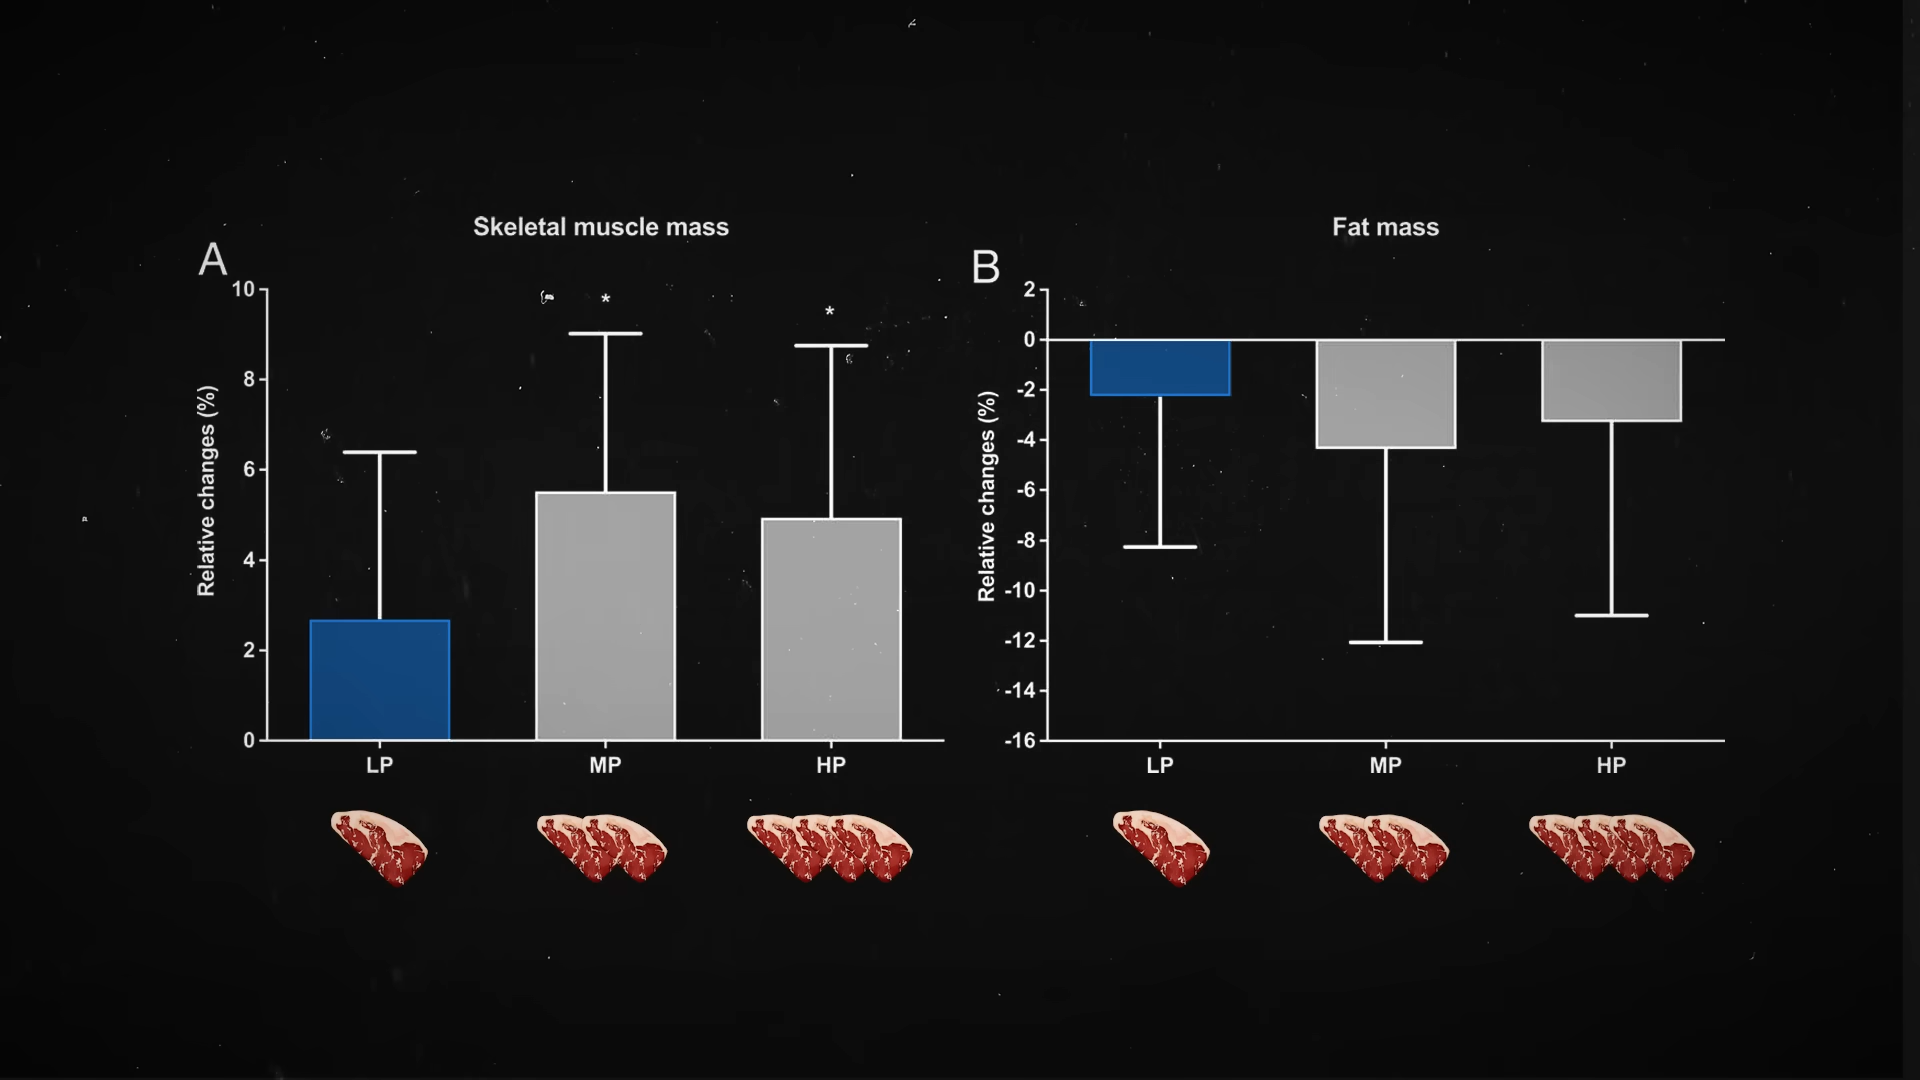 Skeletal muscle mass
A
10
8
6
4
2
0
Relative changes (%)
*
*
LP
MP
HP
Fat mass
B
2
0
-2
-4
-6
-8
-10
-12
-14
-16
Relative changes (%)
LP
MP
HP